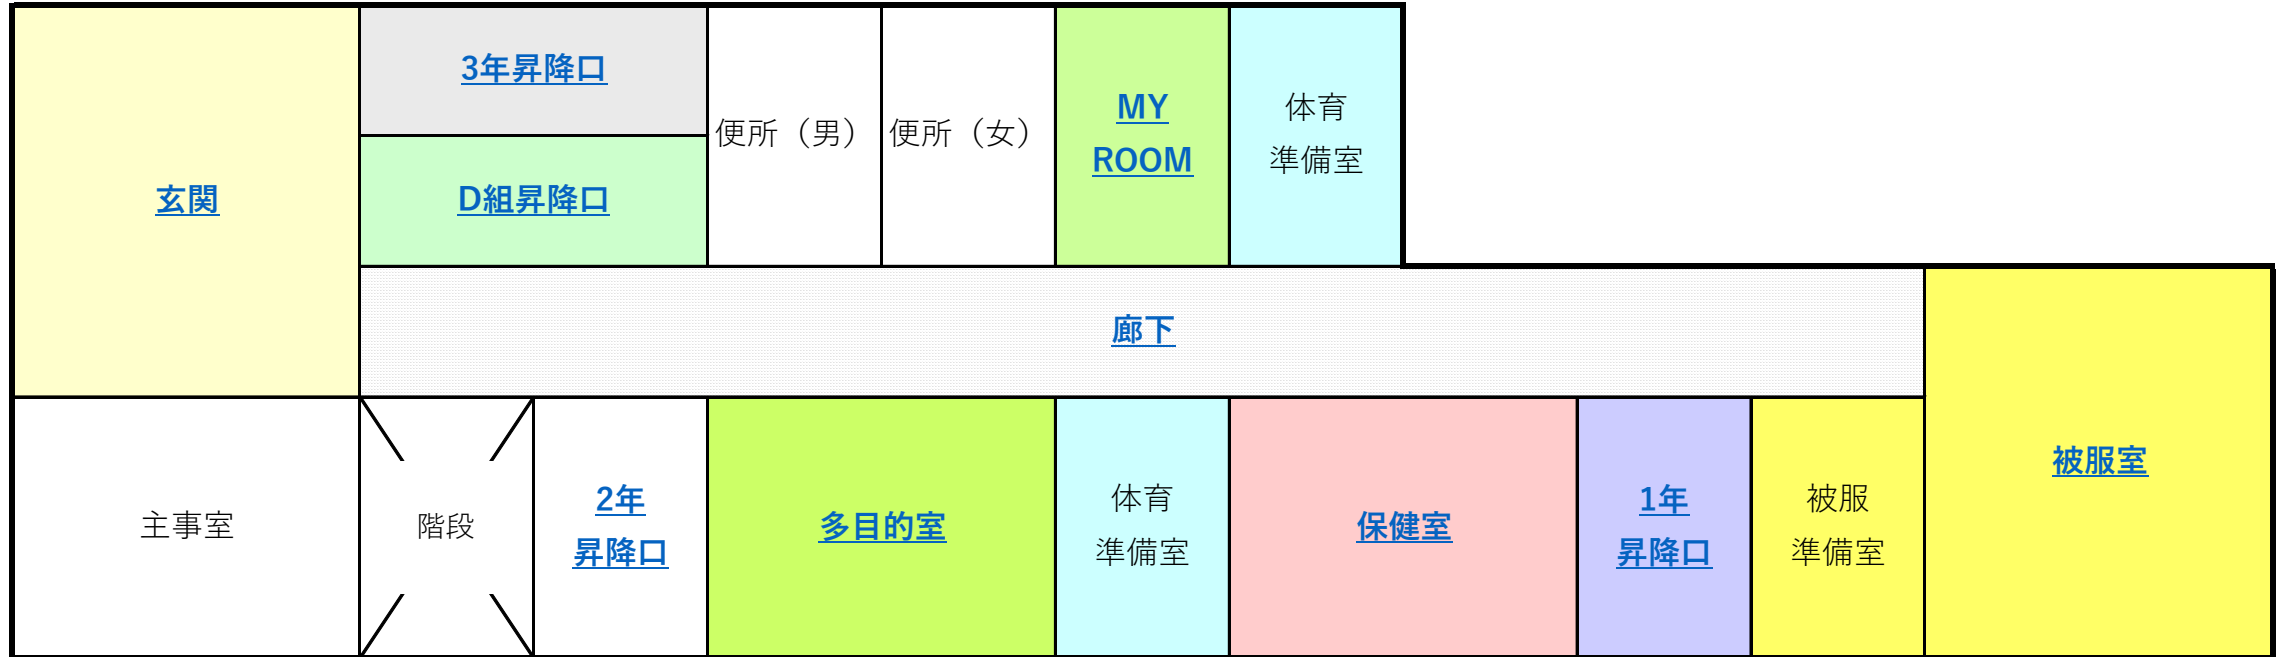 3年昇降口
D組昇降口
玄関
便所（男）
便所（女）
MY
ROOM
体育
準備室
廊下
主事室
階段
2年
昇降口
多目的室
体育
準備室
保健室
1年
昇降口
被服
準備室
被服室